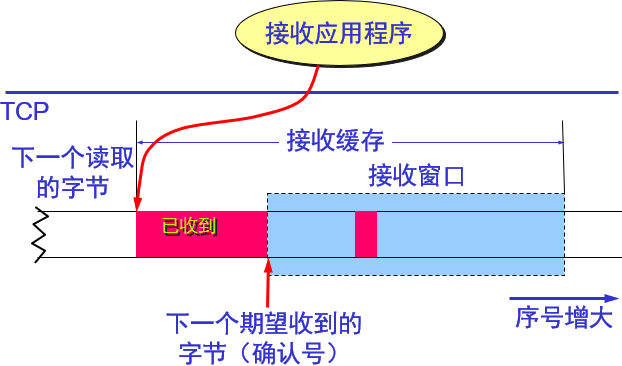 接收应用程序
TCP
接收缓存
下一个读取
的字节
接收窗口
已收到
下一个期望收到的
字节（确认号）
序号增大